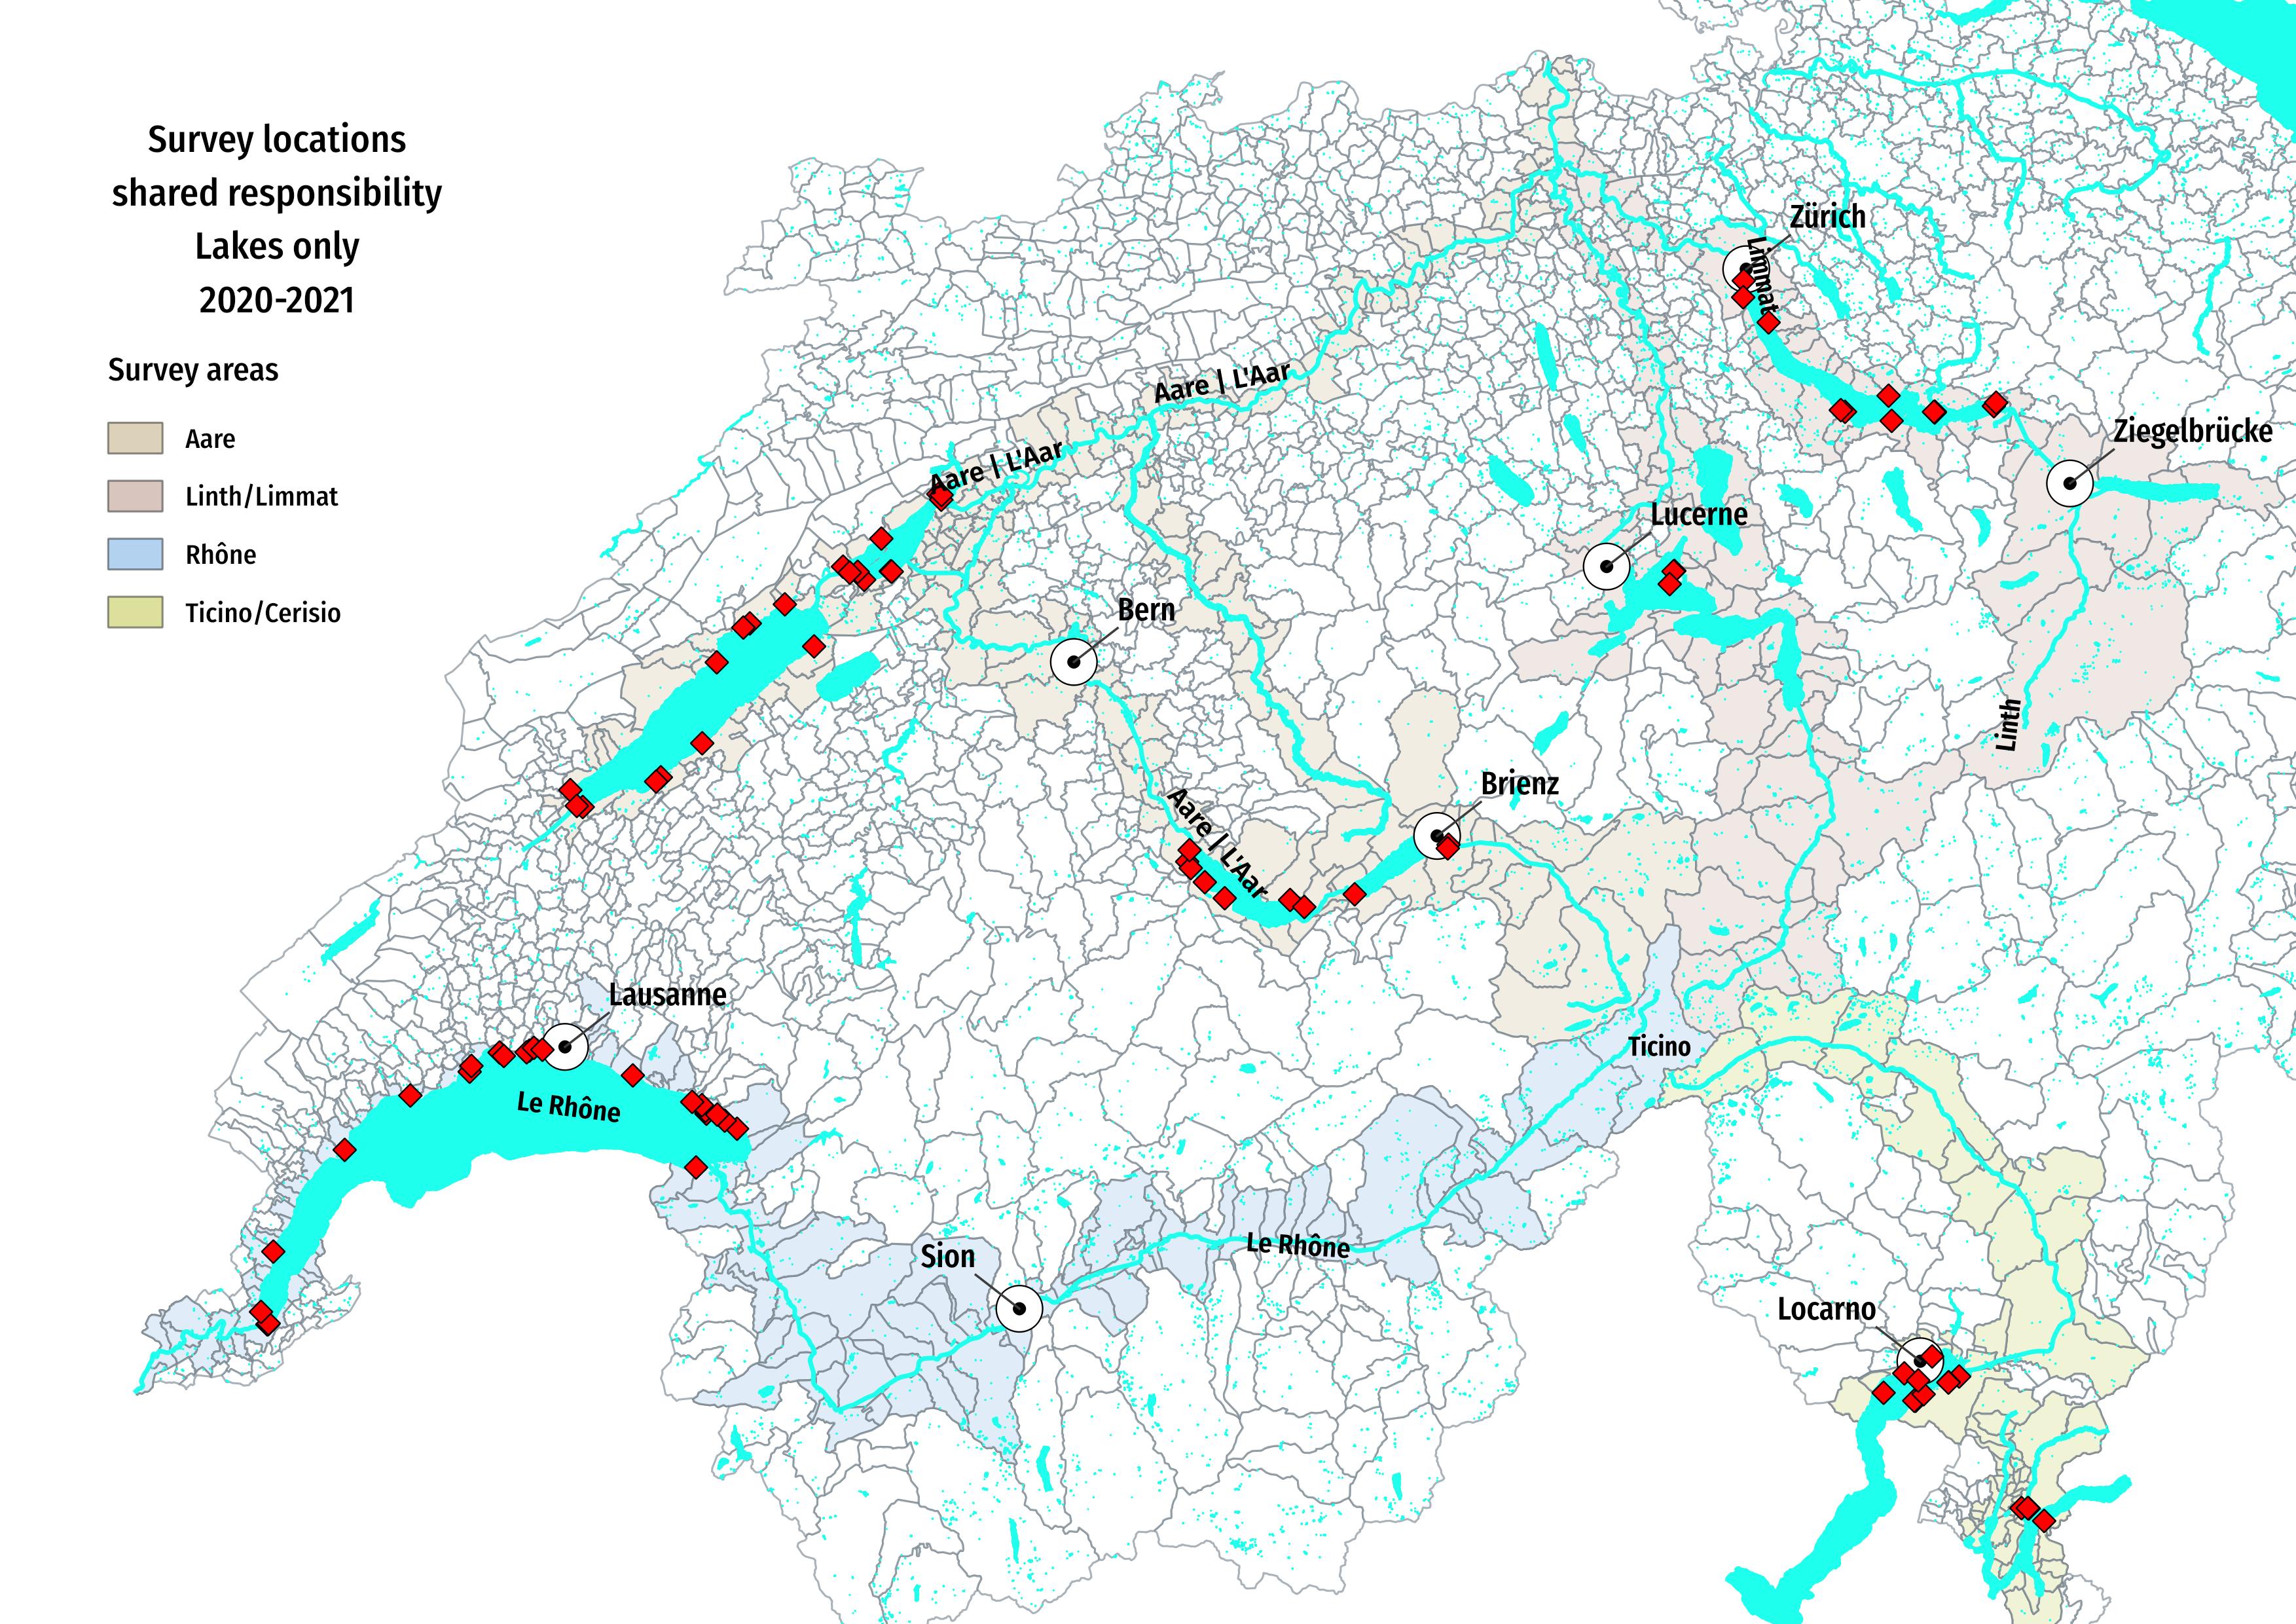 Survey locations
shared responsibility
Lakes only
2020-2021
Survey areas
Aare
Linth/Limmat
Rhône
Ticino/Cerisio
Zürich
Limmat
Aare | L'Aar
Ziegelbrücke
Aare | L'Aar
Lucerne
Bern
Linth
Brienz
Aare | L'Aar
Lausanne
Ticino
Le Rhône
Le Rhône
Sion
Locarno